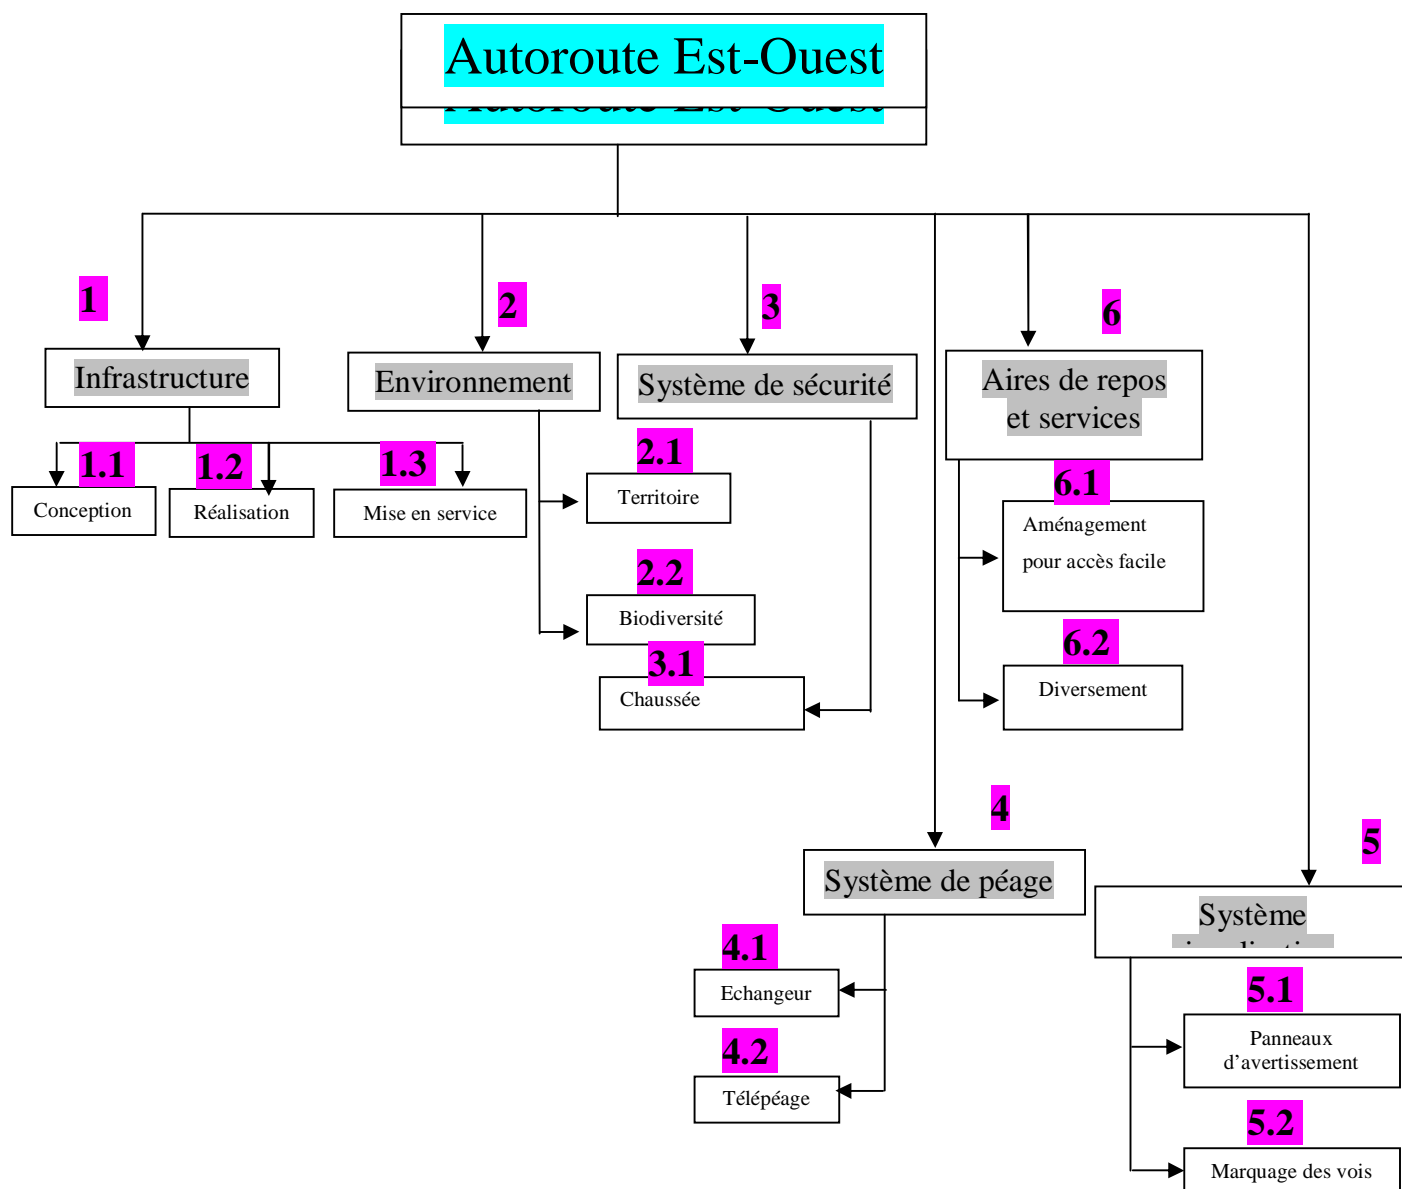 Autoroute Est-Ouest
Autoroute Est-Ouest
1
2
3
6
Infrastructure
Environnement
Système de sécurité
Aires de repos
et services
1.1
1.2
1.3
Conception
Réalisation
Mise en service
2.1
Territoire
2.2
Biodiversité
3.1
Chaussée
6.1
Aménagement
pour accès facile
6.2
Diversement
4
5
Système de péage
Système
4.1
Echangeur
4.2
Télépéage
5.1
Panneaux
d’avertissement
5.2
Marquage des vois